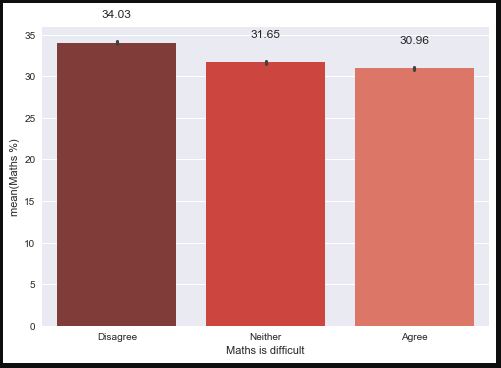 34.03
31.65
30.96
35
30
25
20
15
10
5
0
mean(Maths %)
Disagree
Neither
Agree
Maths is difficult